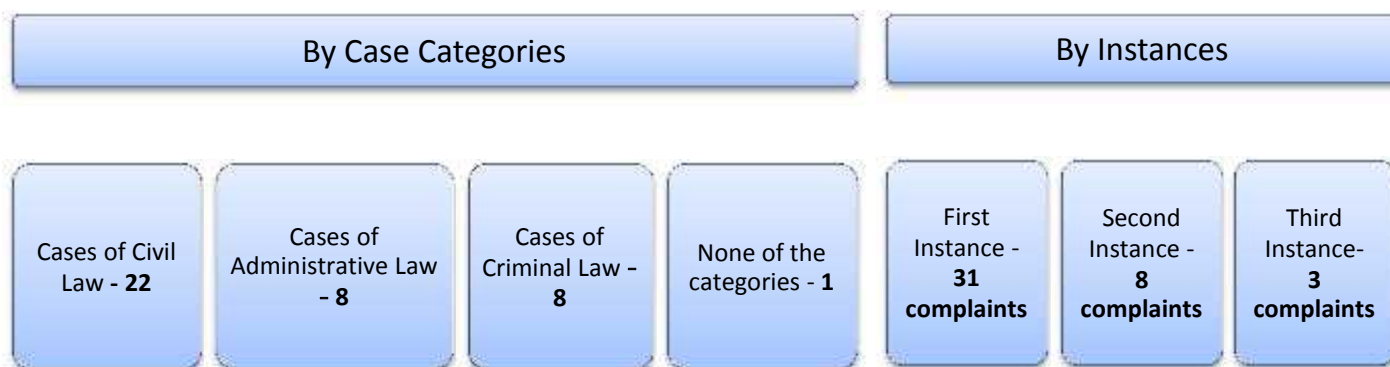 By Case Categories
By Instances
Cases of Civil
Law - 22
Cases of
Administrative Law
- 8
Cases of
Criminal Law -
8
None of the
categories - 1
First
Instance -
31
complaints
Second
Instance -
8
complaints
Third
Instance-
3
complaints